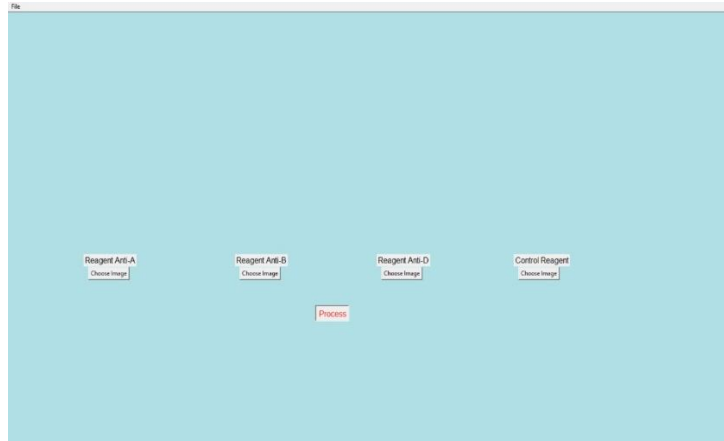 File
Reagent Anti-A
Reagent Anti-B
Reagent Anti-D
Control Reagent
Choose Image
Choose Image
Choose Image
Choose Image
Process